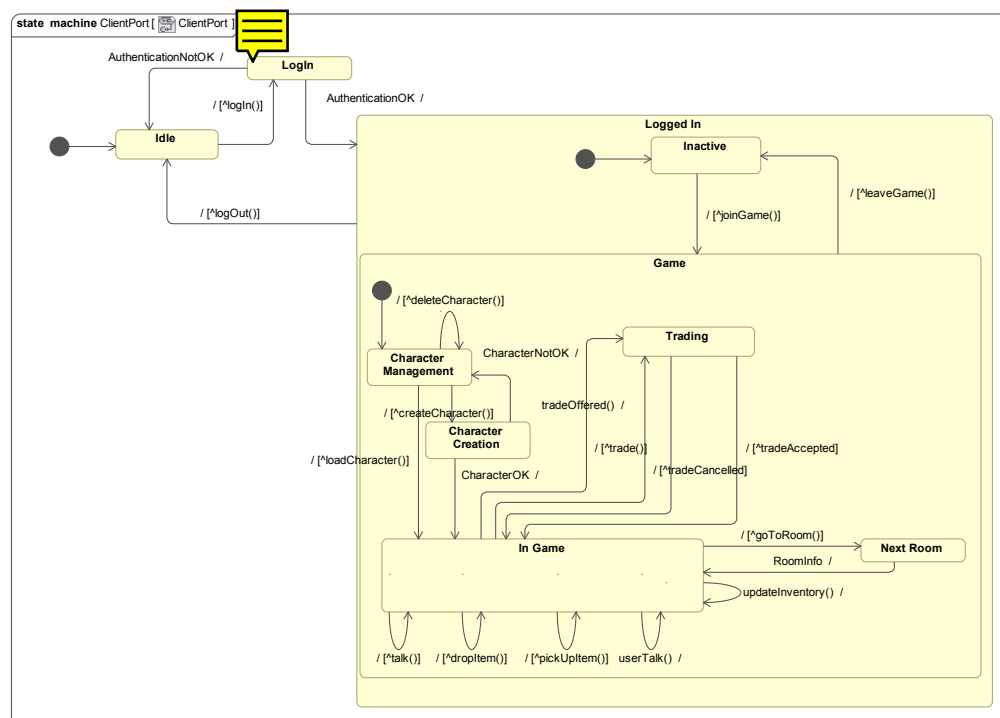 state machine ClientPort [ ClientPort ]
AuthenticationNotOK /
LogIn
/ [^logIn()]
AuthenticationOK /
Idle
/ [^logOut()]
Logged In
Inactive
/ [^leaveGame()]
/ [^joinGame()]
Game
/ [^deleteCharacter()]
Character
Management
CharacterNotOK /
Trading
/ [^createCharacter()]
tradeOffered() /
Character
Creation
/ [^loadCharacter()]
CharacterOK /
/ [^trade()]
/ [^tradeCancelled]
/ [^tradeAccepted]
In Game
/ [^goToRoom()]
Next Room
RoomInfo /
updateInventory() /
/ [^talk()]
/ [^dropItem()]
/ [^pickUpItem()]
userTalk() /